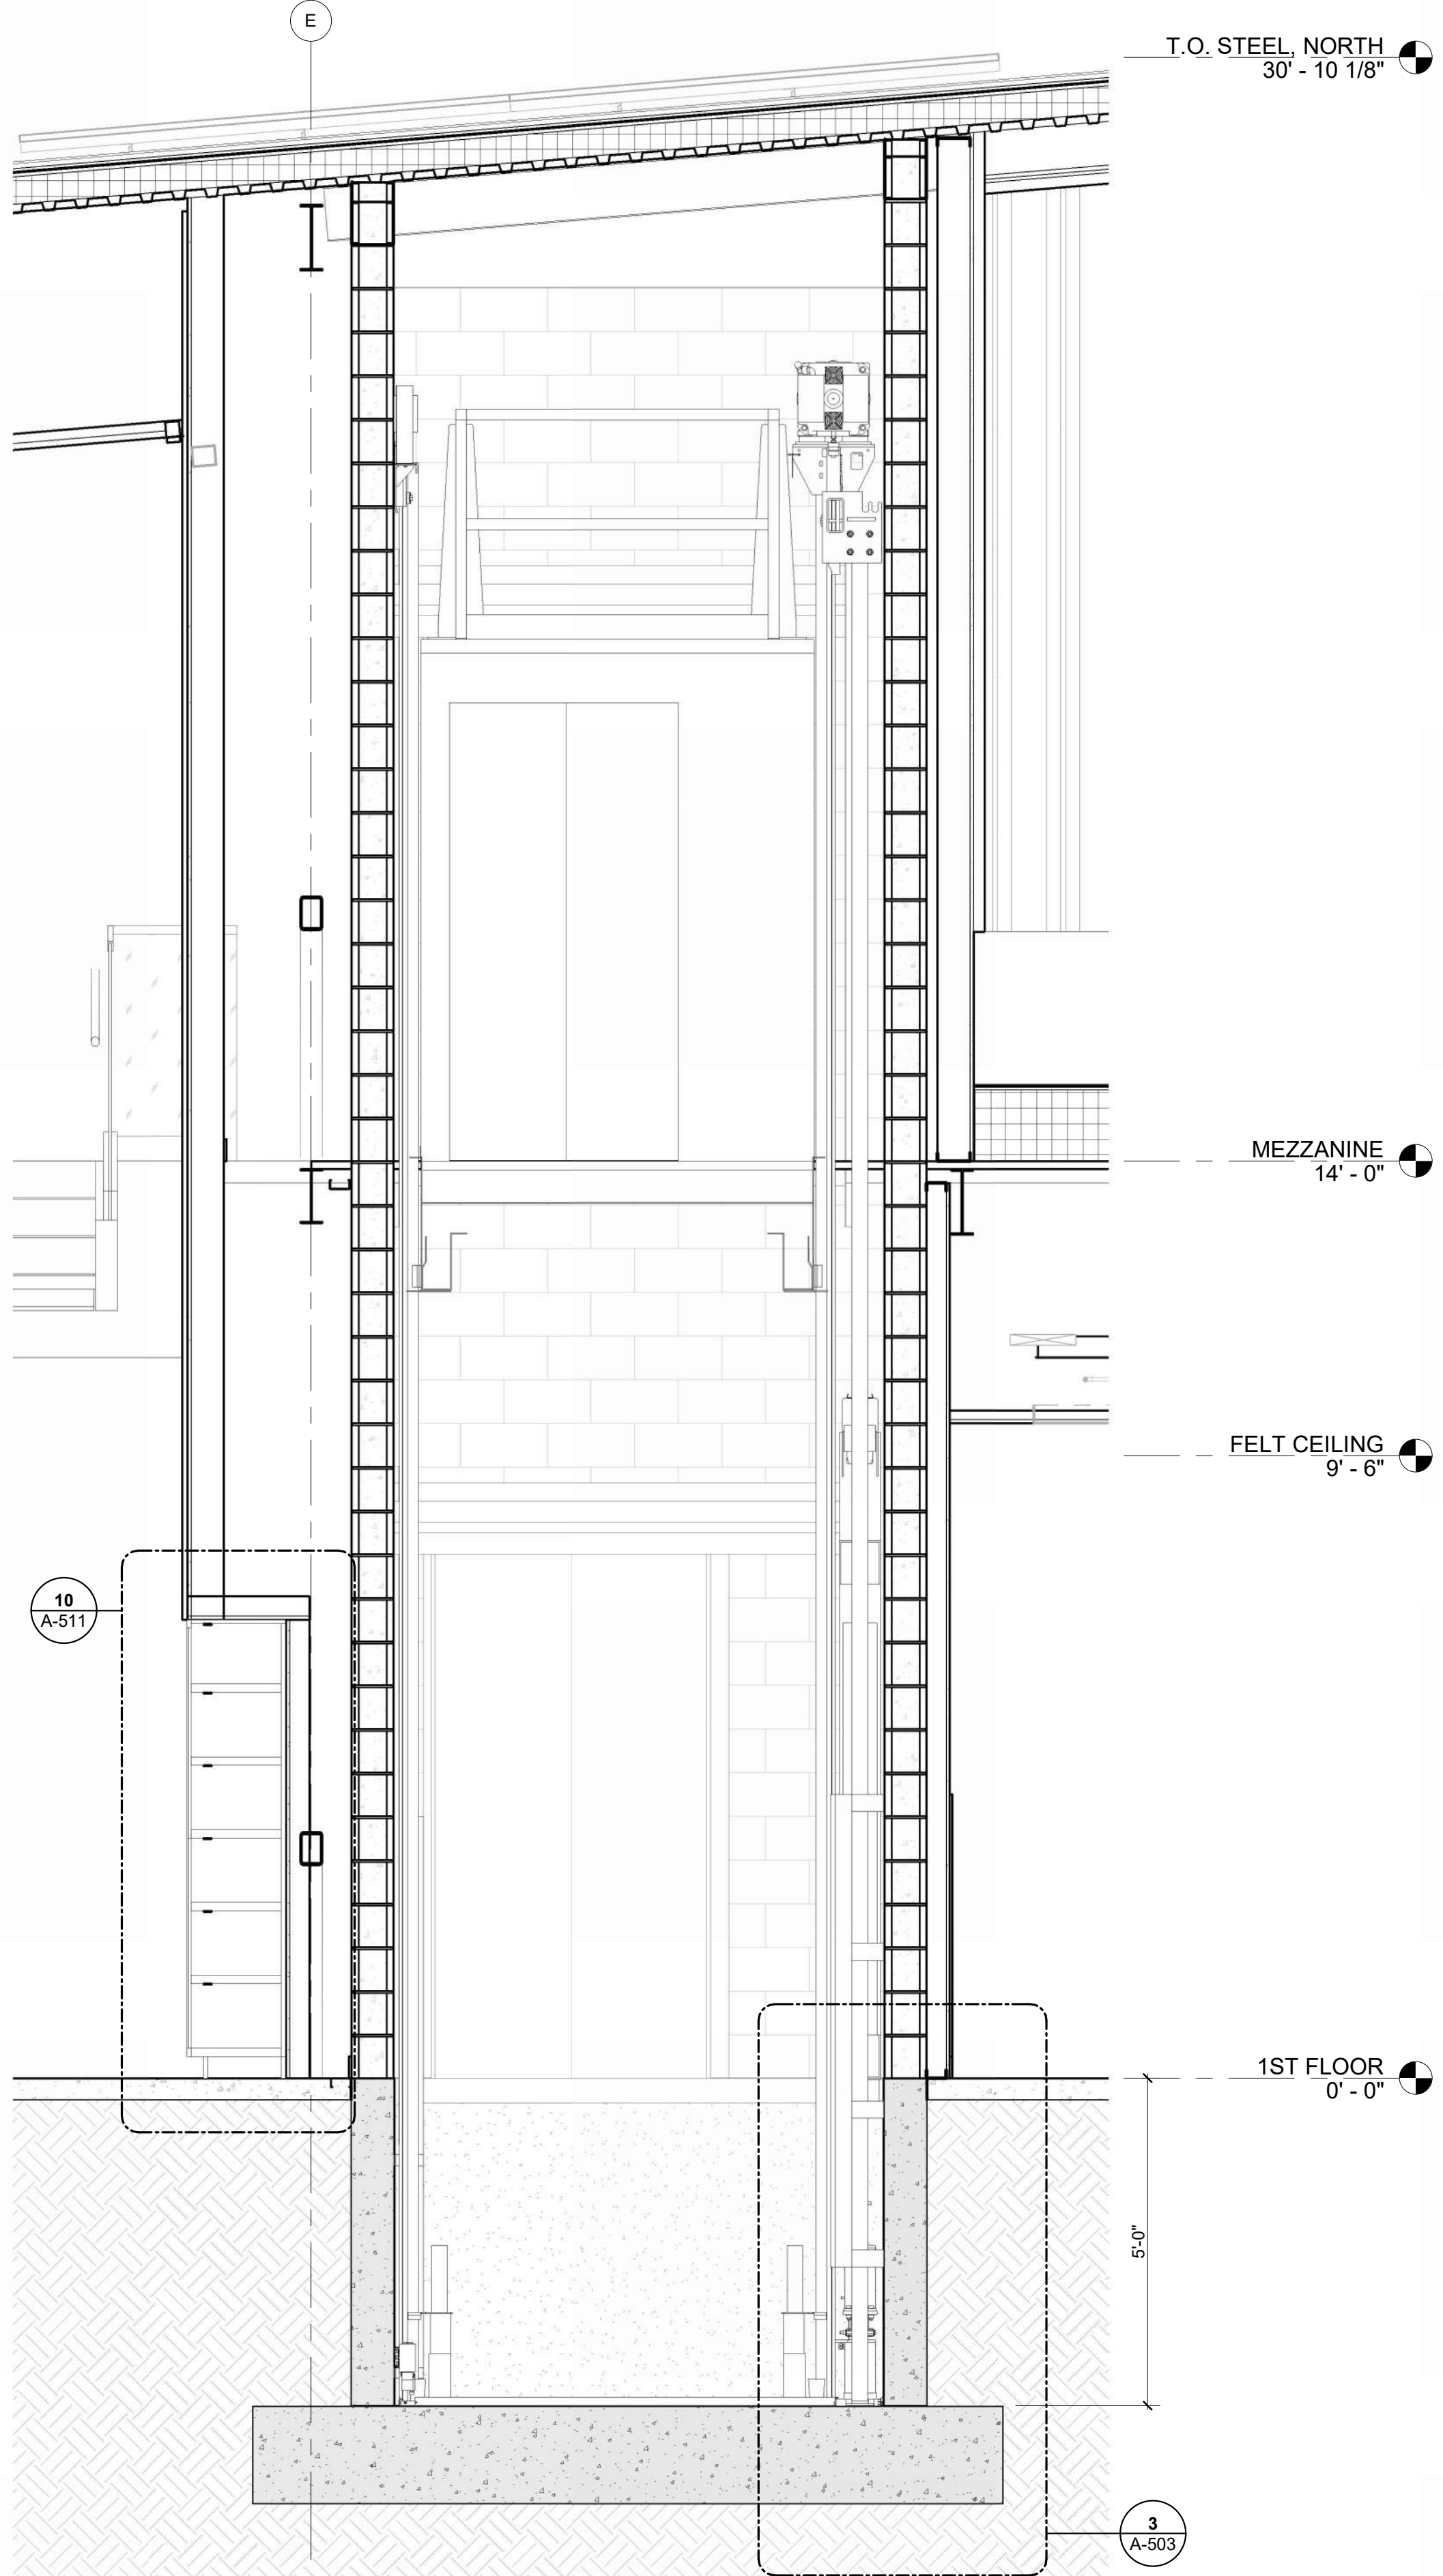 E
T.O. STEEL, NORTH
30' - 10 1/8"
MEZZANINE
14' - 0"
FELT CEILING
9' - 6"
10
A-511
1ST FLOOR
0' - 0"
5'-0"
3
A-503